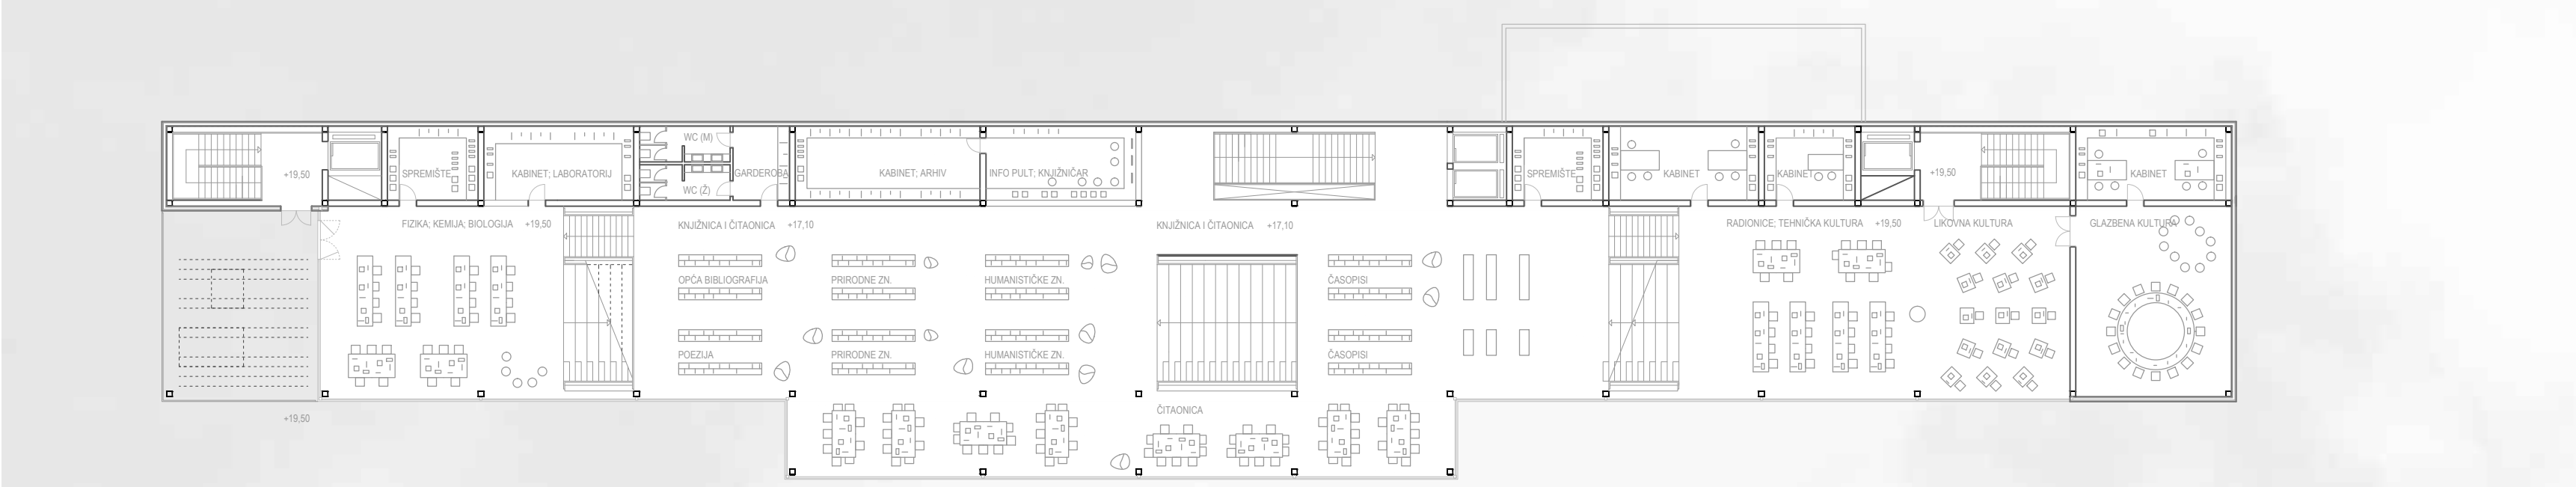 WC (M)
+19,50
SPREMIŠTE
KABINET; LABORATORIJ
WC (Ž)
GARDEROBA
KABINET; ARHIV
INFO PULT; KNJIŽNIČAR
SPREMIŠTE
KABINET
KABINET
+19,50
KABINET
FIZIKA; KEMIJA; BIOLOGIJA +19,50
KNJIŽNICA I ČITAONICA +17,10
KNJIŽNICA I ČITAONICA +17,10
RADIONICE; TEHNIČKA KULTURA +19,50
LIKOVNA KULTURA
GLAZBENA KULTURA
OPĆA BIBLIOGRAFIJA
PRIRODNE ZN.
HUMANISTIČKE ZN.
ČASOPISI
POEZIJA
PRIRODNE ZN.
HUMANISTIČKE ZN.
ČASOPISI
ČITAONICA
+19,50